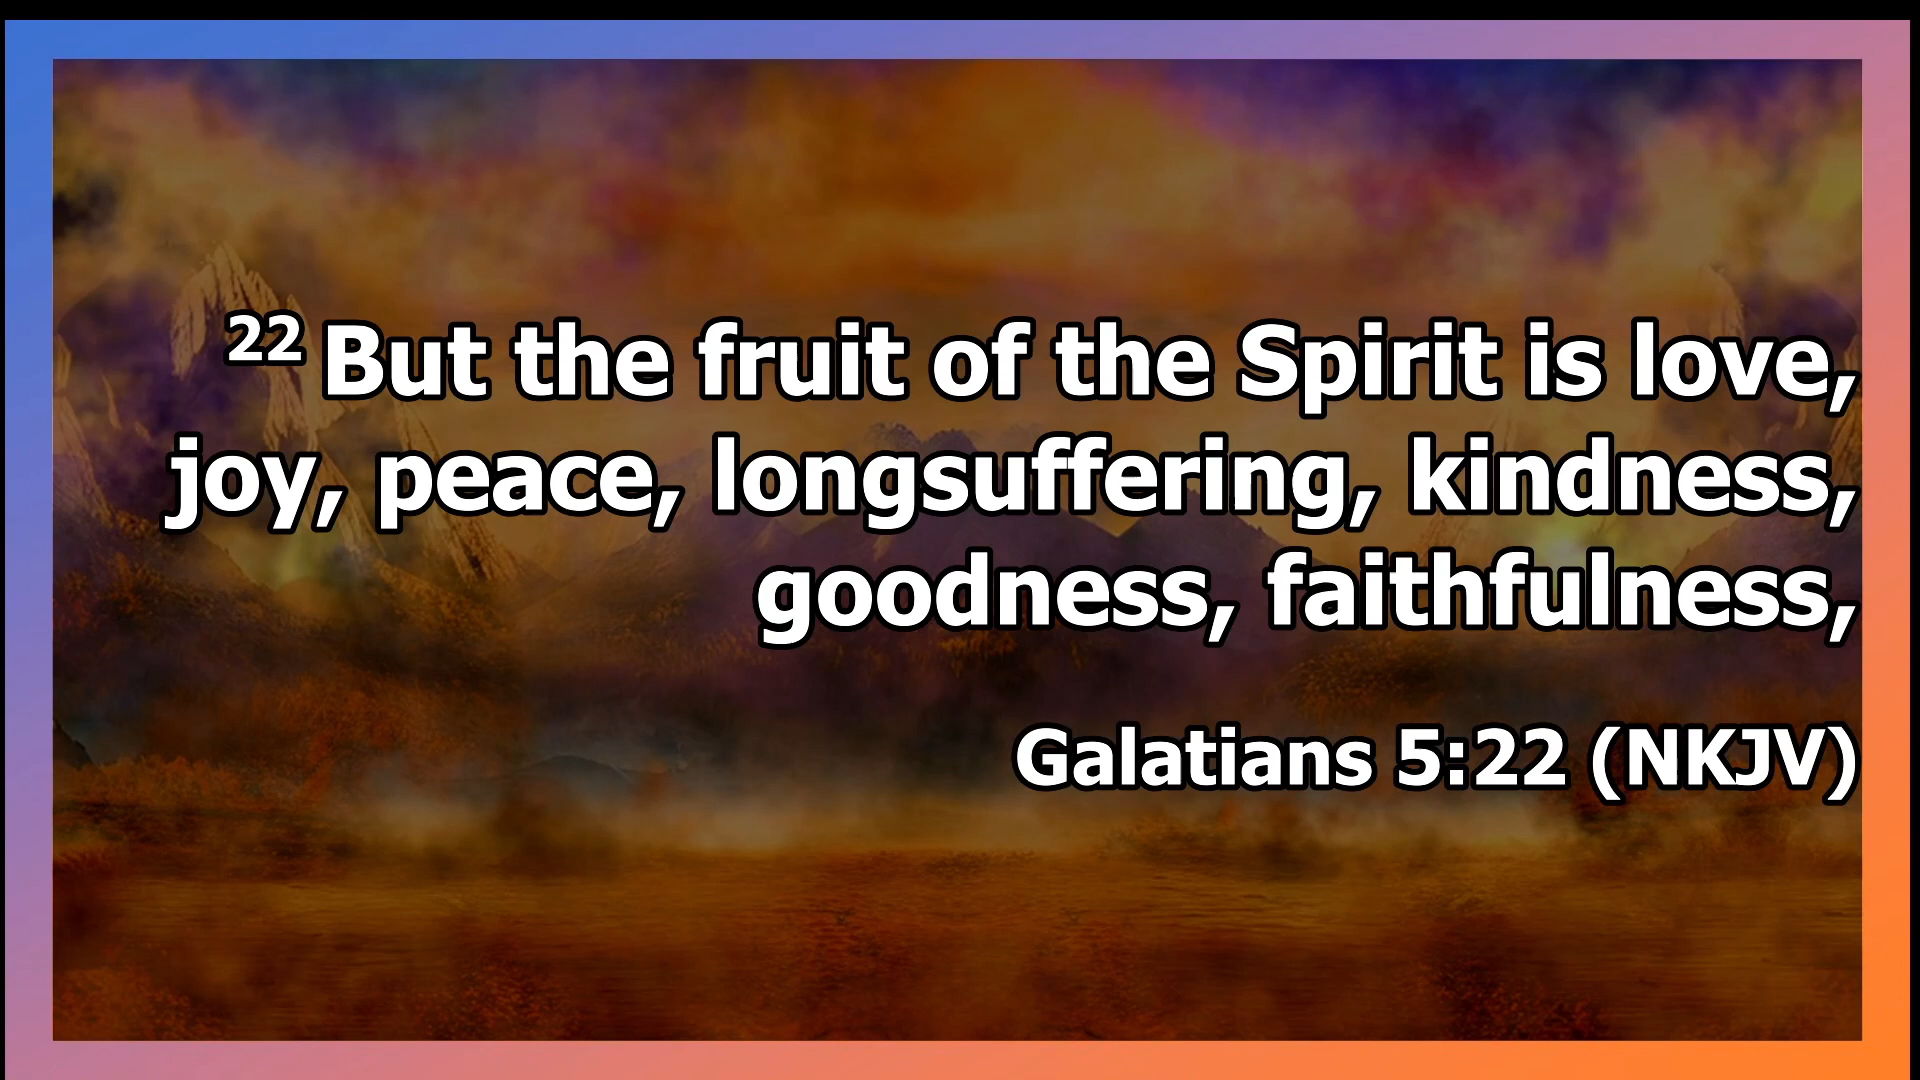 22 But the fruit of the Spirit is love,
joy, peace, longsuffering, kindness,
goodness, faithfulness,
Galatians 5:22 (NKJV)